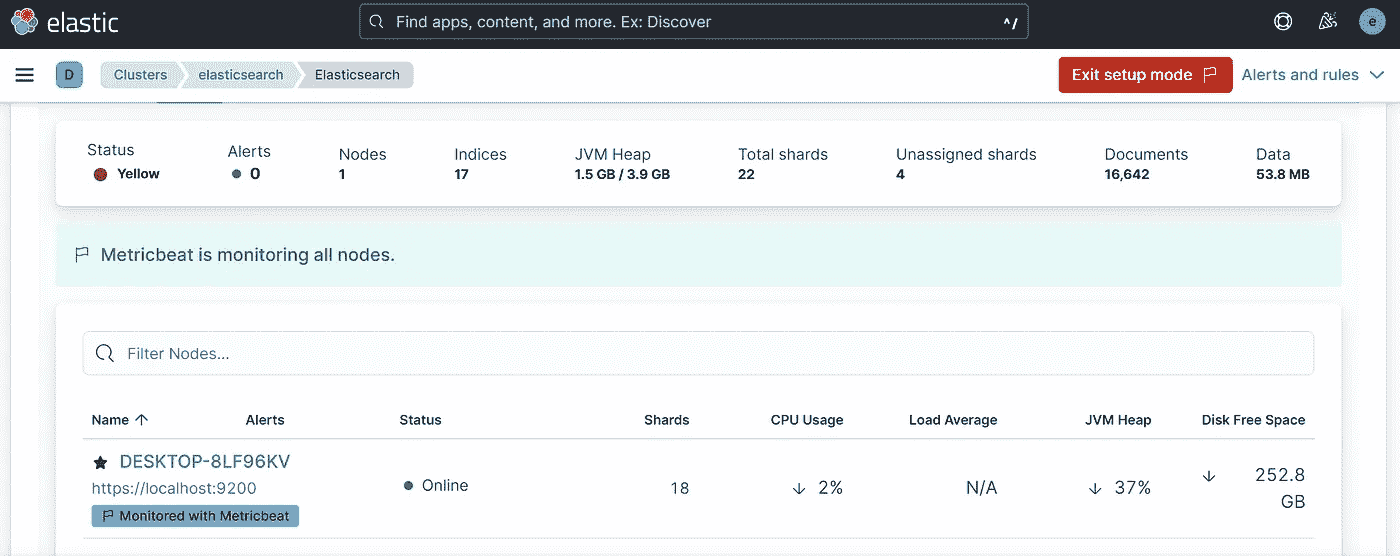 elastic
Find apps, content, and more. Ex: Discover
^/
e
D
Clusters
elasticsearch
Elasticsearch
Exit setup mode
Alerts and rules
Status
Yellow
Alerts
0
Nodes
1
Indices
17
JVM Heap
1.5 GB / 3.9 GB
Total shards
22
Unassigned shards
4
Documents
16,642
Data
53.8 MB
Metricbeat is monitoring all nodes.
Filter Nodes...
Name ↑ Alerts Status Shards CPU Usage Load Average JVM Heap Disk Free Space
DESKTOP-8LF96KV
https://localhost:9200
Monitored with Metricbeat
Online
18
↓ 2%
N/A
↓ 37%
↓ 252.8
GB